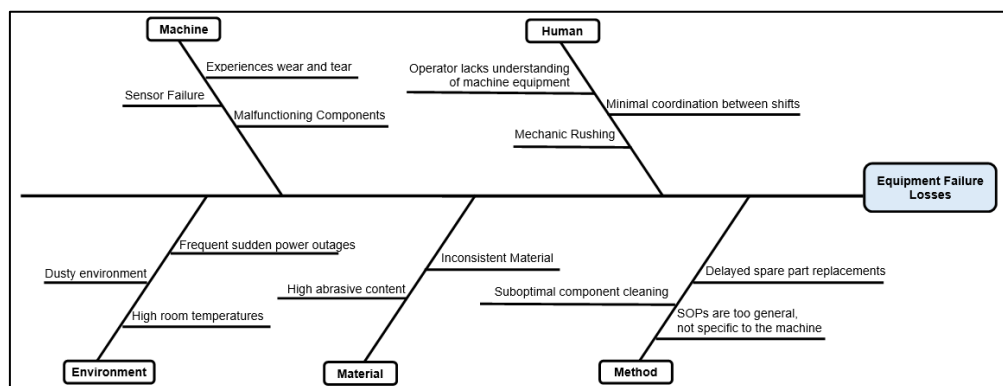 Machine
Human
Experiences wear and tear
Sensor Failure
Malfunctioning Components
Operator lacks understanding
of machine equipment
Minimal coordination between shifts
Mechanic Rushing
Equipment Failure
Losses
Frequent sudden power outages
Dusty environment
High room temperatures
Inconsistent Material
High abrasive content
Delayed spare part replacements
Suboptimal component cleaning
SOPs are too general,
not specific to the machine
Environment
Material
Method